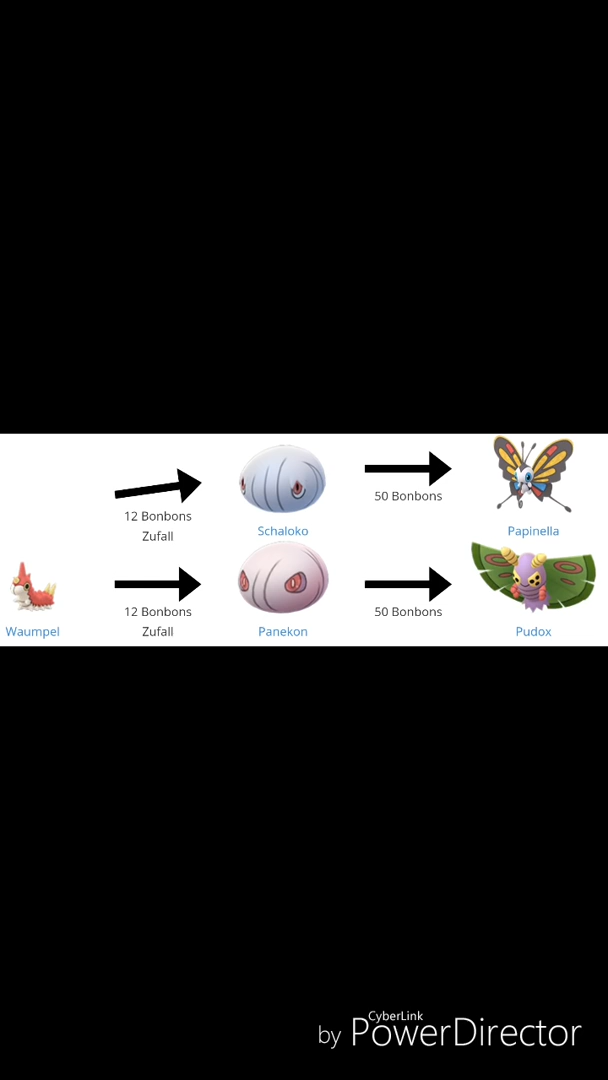 12 Bonbons
Zufall
Schaloko
50 Bonbons
Papinella
Waumpel
12 Bonbons
Zufall
Panekon
50 Bonbons
Pudox
CyberLink
by PowerDirector